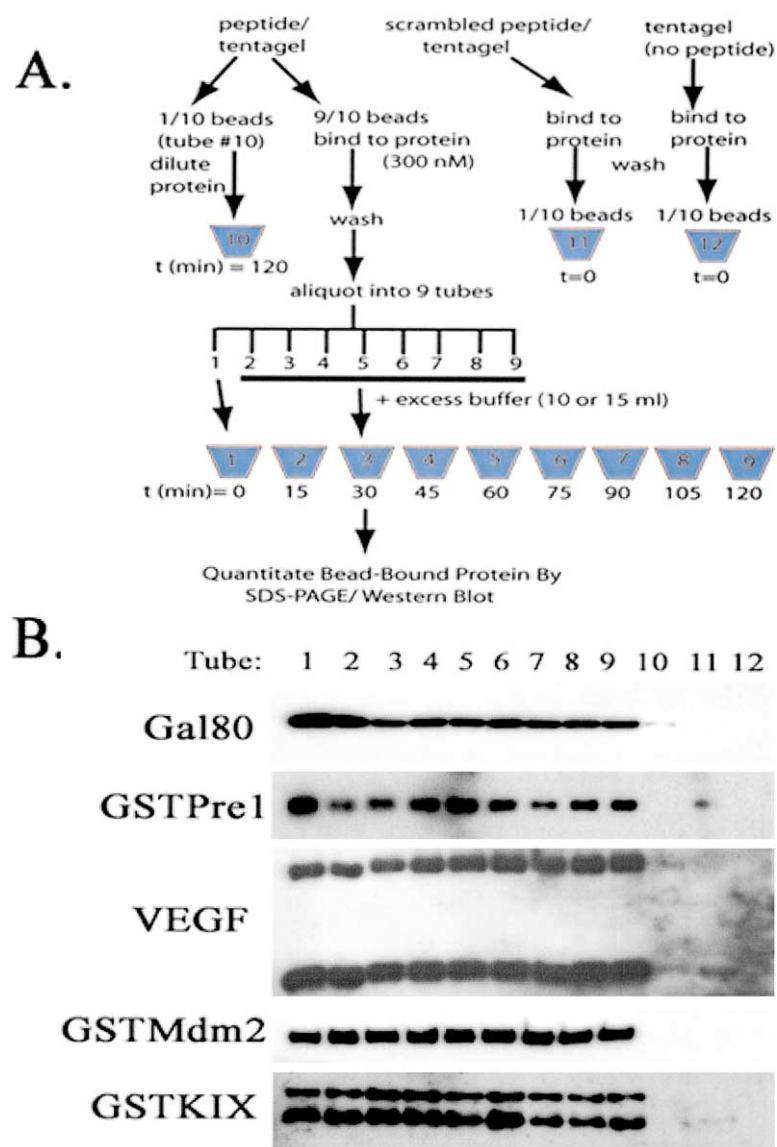 A.
peptide/
tentagel
scrambled peptide/
tentagel
tentagel
(no peptide)
1/10 beads
(tube #10)
dilute
protein
9/10 beads
bind to protein
(300 nM)
bind to
protein
wash
bind to
protein
wash
1/10 beads
1/10 beads
10
11
12
t (min) = 120
t=0
t=0
aliquot into 9 tubes
1 2 3 4 5 6 7 8 9
+ excess buffer (10 or 15 ml)
1 2 3 4 5 6 7 8 9
t (min)= 0 15 30 45 60 75 90 105 120
Quantitate Bead-Bound Protein By
SDS-PAGE/ Western Blot
B.
Tube: 1 2 3 4 5 6 7 8 9 10 11 12
Gal80
GSTPre1
VEGF
GSTMdm2
GSTKIX